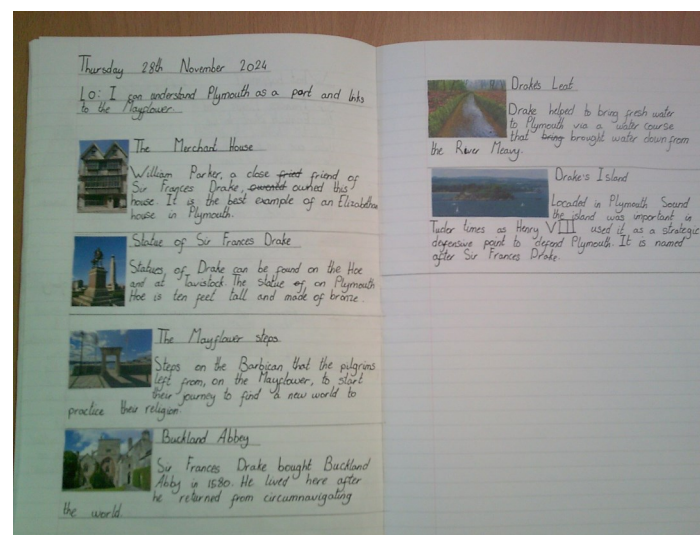 Thursday 28th November 2024
LO: I can understand Plymouth as a port and links
to the Mayflower
The Merchant House
William Parker, a close fried friend of
Sir Frances Drake, owned this
house. It is the best example of an Elizabethan
house in Plymouth.
Statue of Sir Frances Drake
Statues, of Drake can be found on the Hoe
and at Tavistock. The statue of on Plymouth
Hoe is ten feet tall and made of bronze.
The Mayflower steps
Steps on the Barbican that the pilgrims
left from, on the Mayflower, to start
their journey to find a new world to
practice their religion
Buckland Abbey
Sir Frances Drake bought Buckland
Abby in 1580. He lived here after
he returned from circumnavigating
the world.
Drake's Leat
Drake helped to bring fresh water
to Plymouth via a water course
that bring brought water down from
the River Meavy.
Drake's Island
Locaded in Plymouth Sound
the island was important in
Tudor times as Henry VIII used it as a strategic
defensive point to defend Plymouth. It is named
after Sir Frances Drake.